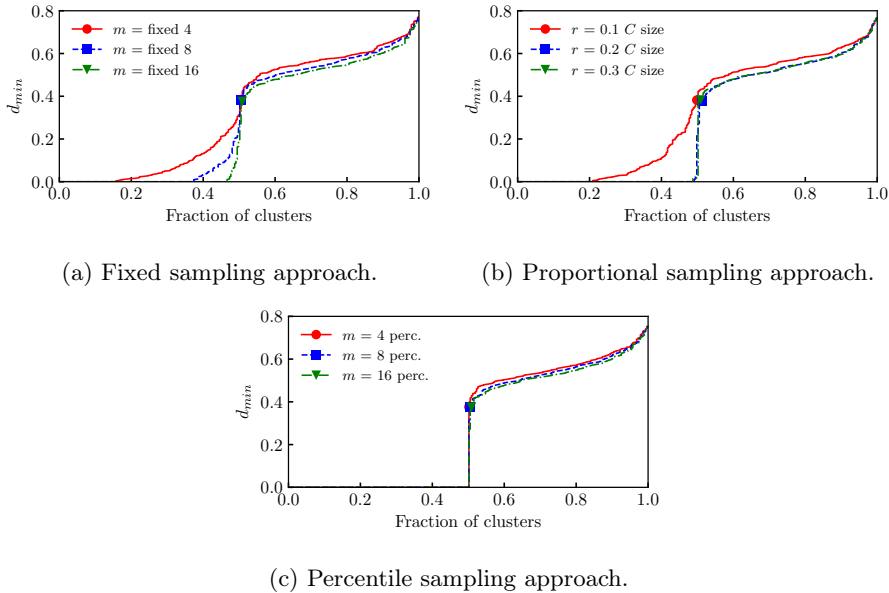 0.8
0.6
0.4
0.2
0.0
d_min
m = fixed 4
m = fixed 8
m = fixed 16
0.0 0.2 0.4 0.6 0.8 1.0
Fraction of clusters
(a) Fixed sampling approach.
0.8
0.6
0.4
0.2
0.0
d_min
r = 0.1 C size
r = 0.2 C size
r = 0.3 C size
0.0 0.2 0.4 0.6 0.8 1.0
Fraction of clusters
(b) Proportional sampling approach.
0.8
0.6
0.4
0.2
0.0
d_min
m = 4 perc.
m = 8 perc.
m = 16 perc.
0.0 0.2 0.4 0.6 0.8 1.0
Fraction of clusters
(c) Percentile sampling approach.